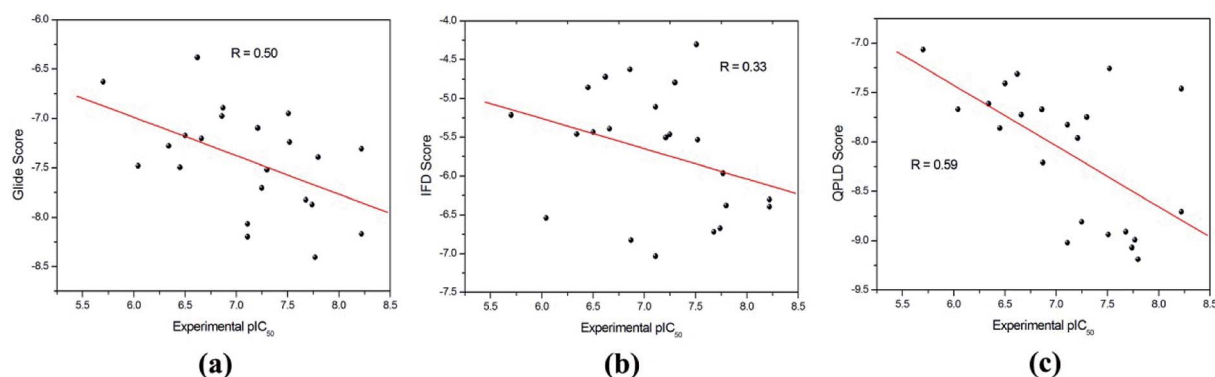 -6.0
-6.5
-7.0
-7.5
-8.0
-8.5
Glide Score
R = 0.50
5.5 6.0 6.5 7.0 7.5 8.0 8.5
Experimental pIC50
(a)
-4.0
-4.5
-5.0
-5.5
-6.0
-6.5
-7.0
-7.5
IFD Score
R = 0.33
5.5 6.0 6.5 7.0 7.5 8.0 8.5
Experimental pIC50
(b)
-7.0
-7.5
-8.0
-8.5
-9.0
-9.5
QPLD Score
R = 0.59
5.5 6.0 6.5 7.0 7.5 8.0 8.5
Experimental pIC50
(c)